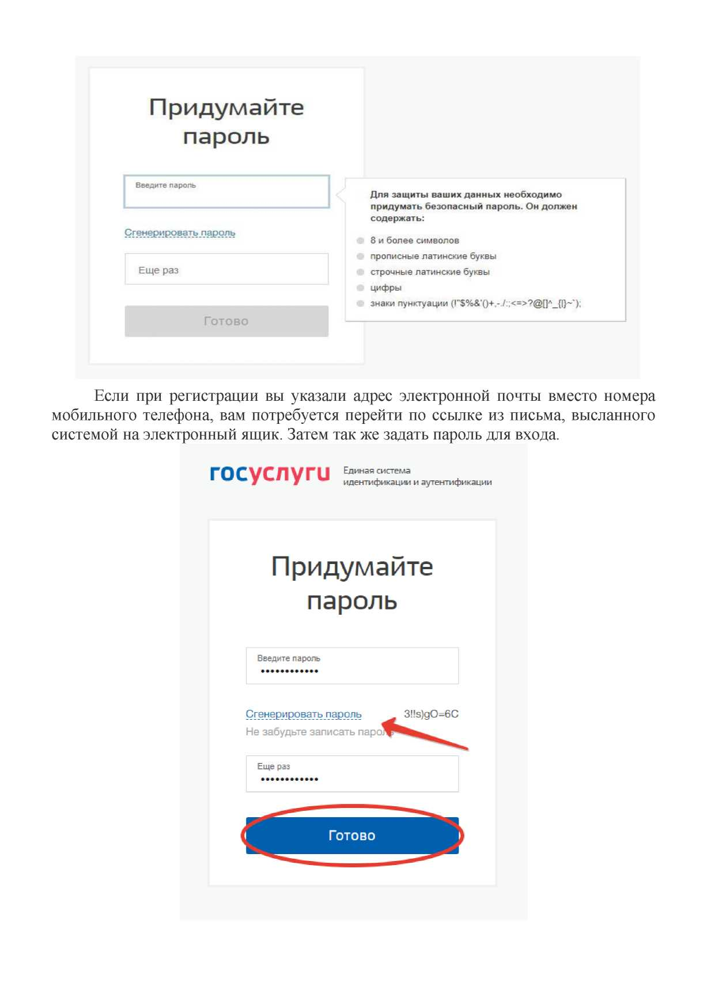 Придумайте
пароль
Введите пароль
Сгенерировать пароль
Еще раз
Готово
Для защиты ваших данных необходимо
придумать безопасный пароль. Он должен
содержать:
8 и более символов
прописные латинские буквы
строчные латинские буквы
цифры
знаки пунктуации (!"$%&'()+,-./:;<=>?@[]^_{|}~`);
Если при регистрации вы указали адрес электронной почты вместо номера
мобильного телефона, вам потребуется перейти по ссылке из письма, высланного
системой на электронный ящик. Затем так же задать пароль для входа.
госуслуги
Единая система
идентификации и аутентификации
Придумайте
пароль
Введите пароль
••••••••••••
Сгенерировать пароль 3!!s)gO=6C
Не забудьте записать пароль
Еще раз
••••••••••••
Готово